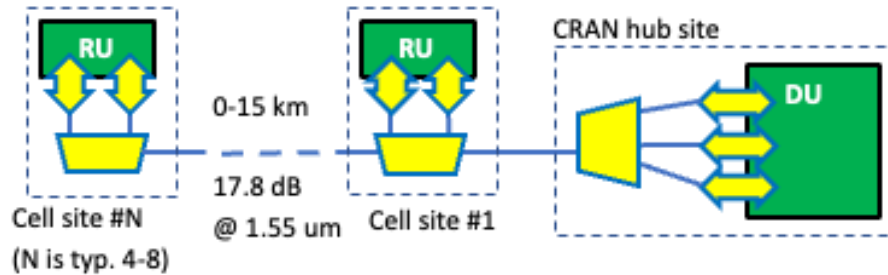 RU
RU
CRAN hub site
DU
0-15 km
17.8 dB
@ 1.55 um
Cell site #N
(N is typ. 4-8)
Cell site #1